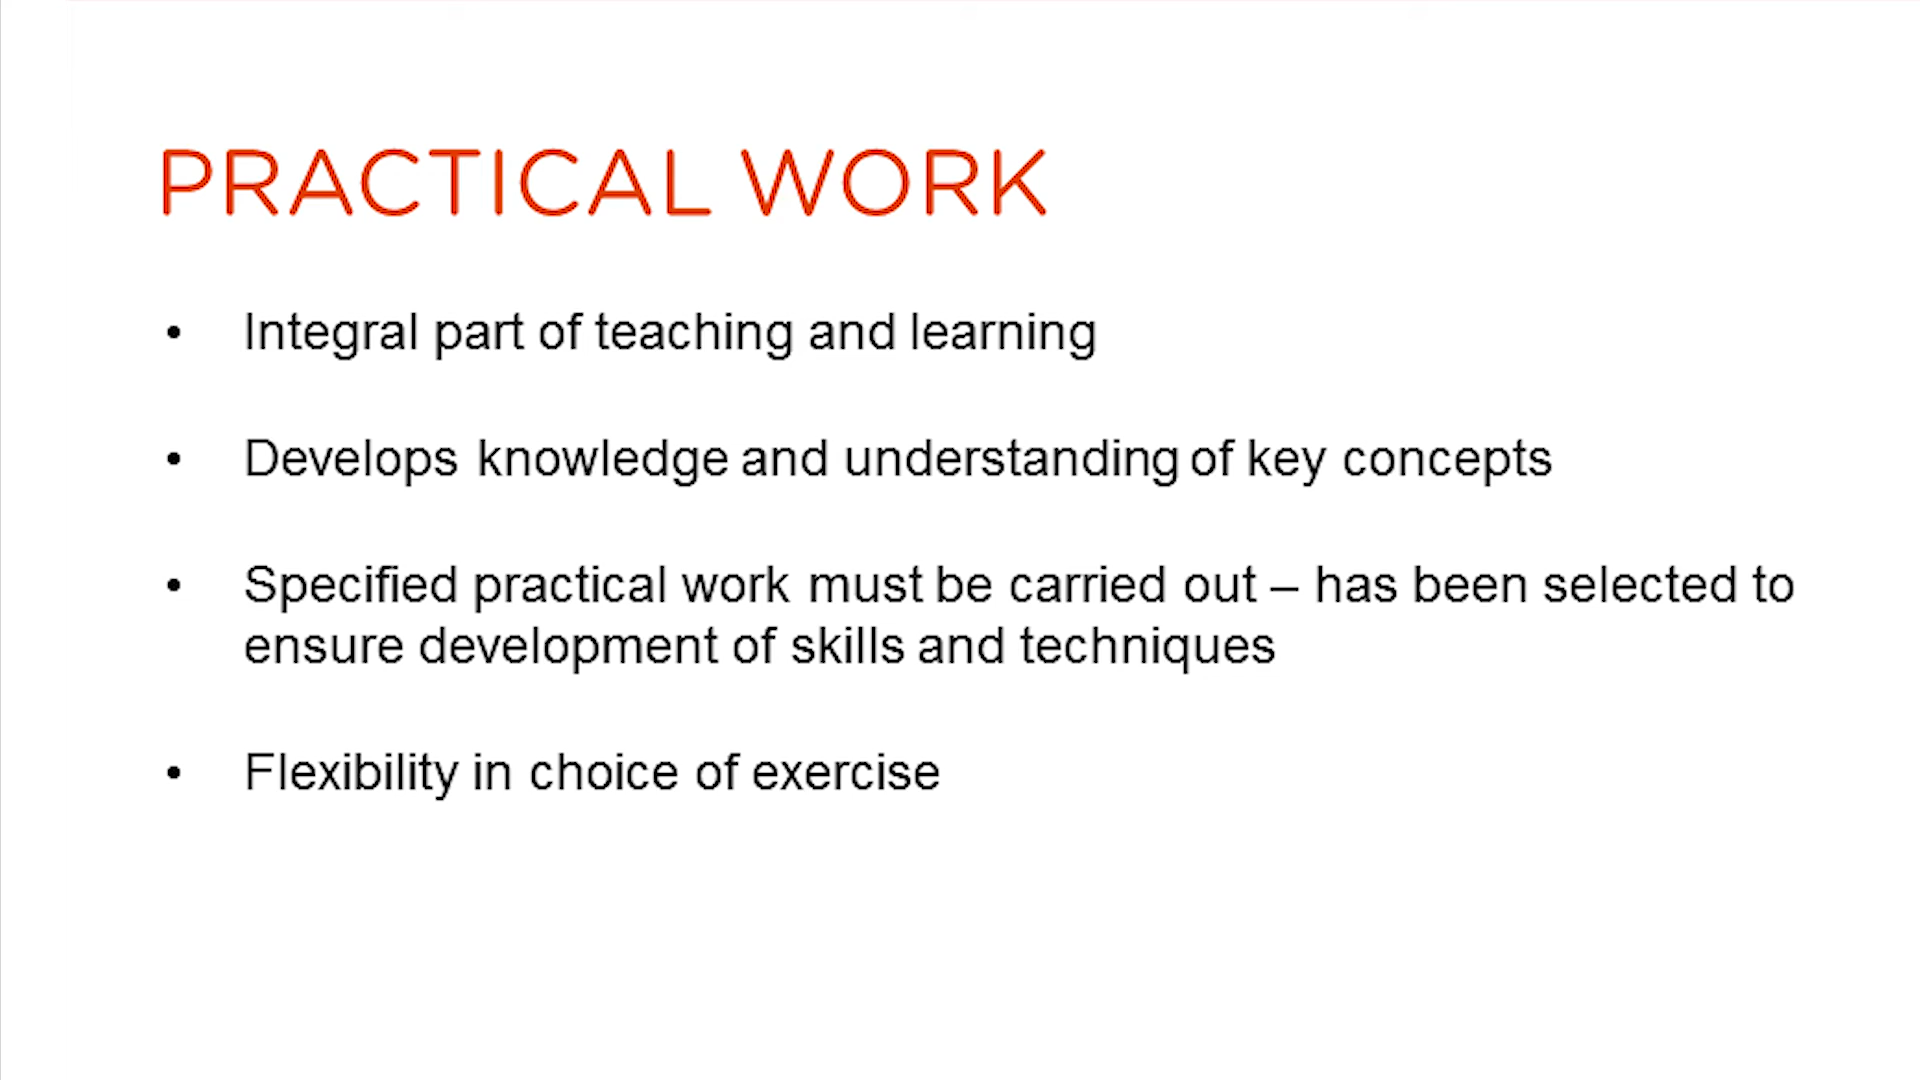 PRACTICAL WORK
• Integral part of teaching and learning
• Develops knowledge and understanding of key concepts
• Specified practical work must be carried out – has been selected to
ensure development of skills and techniques
• Flexibility in choice of exercise